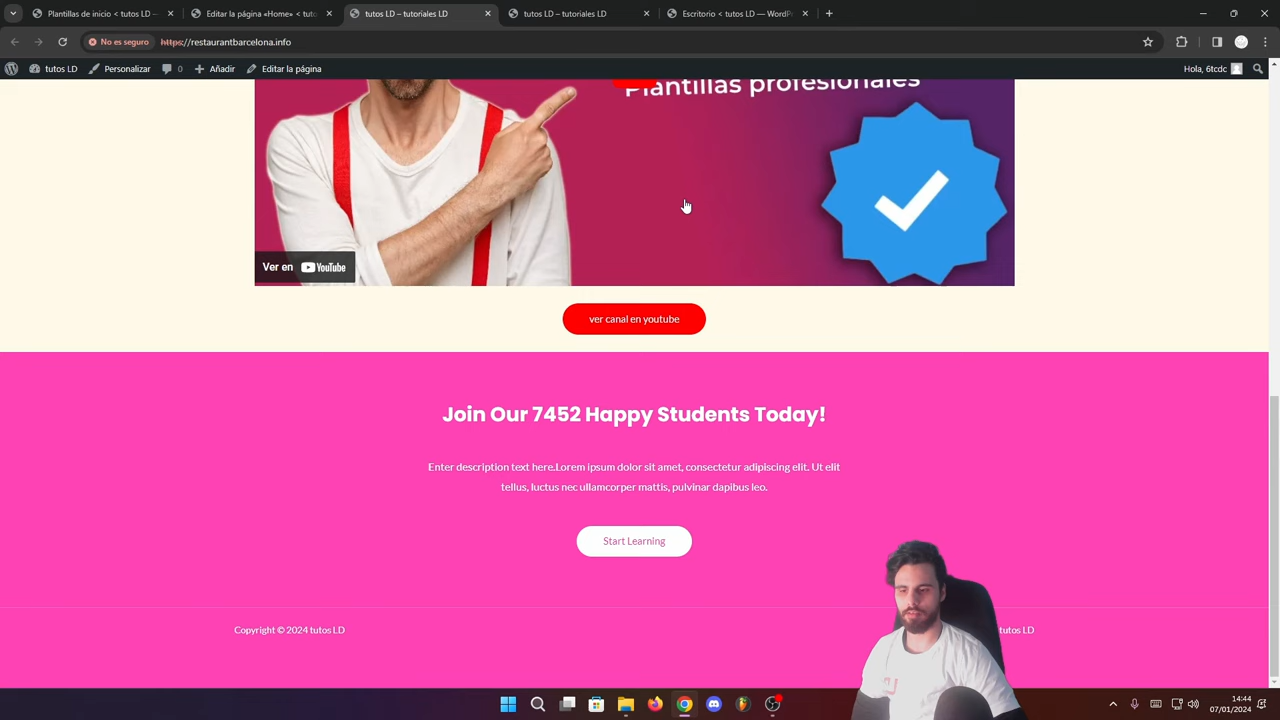 Plantillas de inicio < tutos LD –
Editar la página «Home» < tutos
tutos LD – tutoriales LD
tutos LD – tutoriales LD
Escritorio < tutos LD — WordPr
No es seguro
https://restaurantbarcelona.info
tutos LD
Personalizar
0
Añadir
Editar la página
Hola, 6tcdc
Plantillas profesionales
Ver en YouTube
ver canal en youtube
Join Our 7452 Happy Students Today!
Enter description text here.Lorem ipsum dolor sit amet, consectetur adipiscing elit. Ut elit
tellus, luctus nec ullamcorper mattis, pulvinar dapibus leo.
Start Learning
Copyright © 2024 tutos LD
tutos LD
14:44
07/01/2024